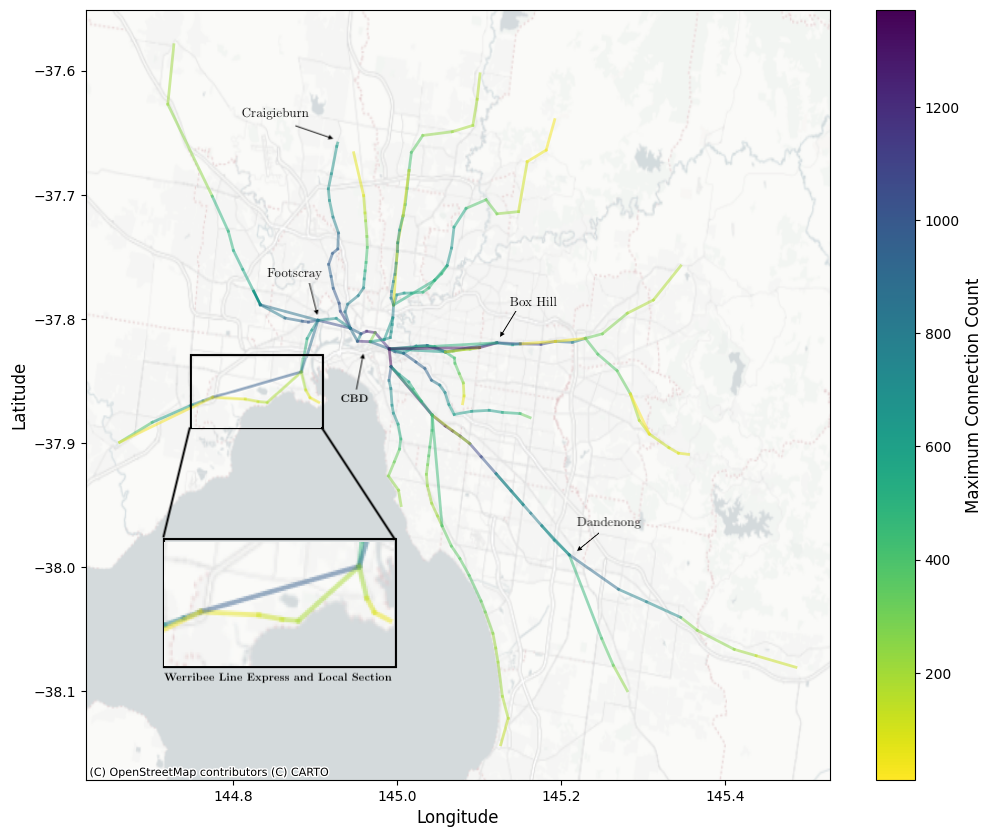 −37.6
−37.7
−37.8
−37.9
−38.0
−38.1
Latitude
Craigieburn
Footscray
Box Hill
CBD
Dandenong
Werribee Line Express and Local Section
(C) OpenStreetMap contributors (C) CARTO
144.8
145.0
145.2
145.4
Longitude
1200
1000
800
600
400
200
Maximum Connection Count